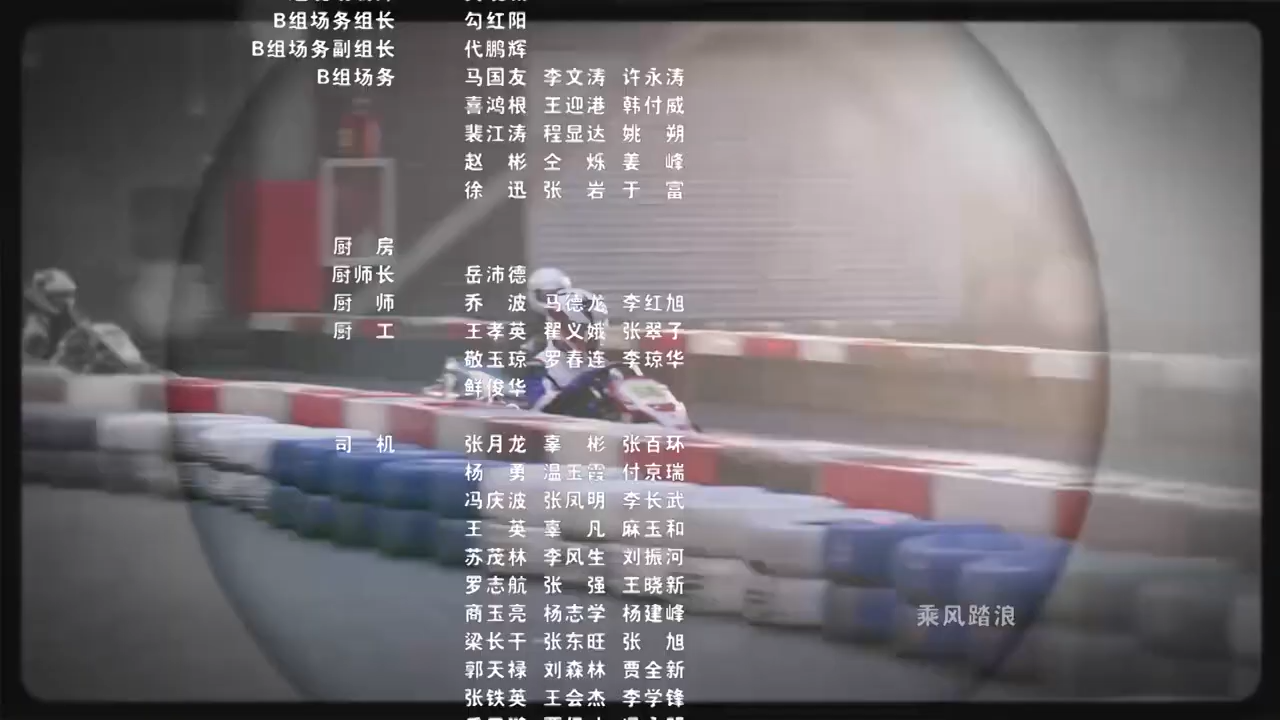 B组场务组长 勾红阳
B组场务副组长 代鹏辉
B组场务 马国友 李文涛 许永涛
喜鸿根 王迎港 韩付威
裴江涛 程显达 姚 朔
赵 彬 仝 烁 姜 峰
徐 迅 张 岩 于 富
厨 房
厨师长 岳沛德
厨 师 乔 波 马德龙 李红旭
厨 工 王孝英 翟义娥 张翠子
敬玉琼 罗春连 李琼华
鲜俊华
司 机 张月龙 辜 彬 张百环
杨 勇 温玉霞 付京瑞
冯庆波 张凤明 李长武
王 英 辜 凡 麻玉和
苏茂林 李风生 刘振河
罗志航 张 强 王晓新
商玉亮 杨志学 杨建峰
乘风踏浪
梁长干 张东旺 张 旭
郭天禄 刘森林 贾全新
张铁英 王会杰 李学锋